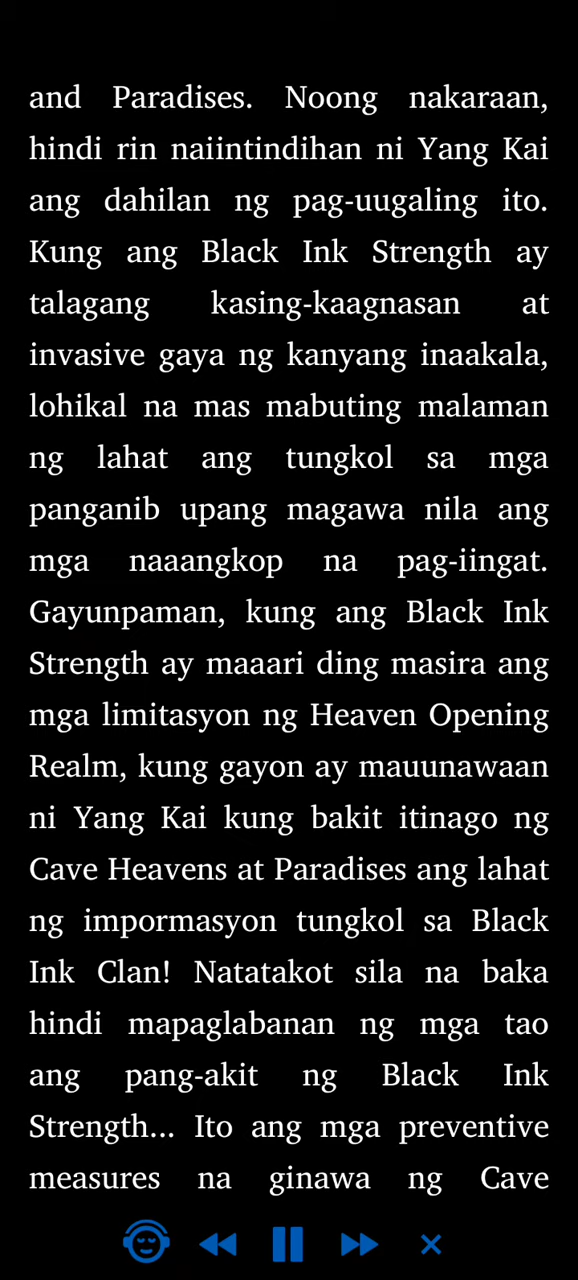 and Paradises. Noong nakaraan,
hindi rin naiintindihan ni Yang Kai
ang dahilan ng pag-uugaling ito.
Kung ang Black Ink Strength ay
talagang kasing-kaagnasan at
invasive gaya ng kanyang inaakala,
lohikal na mas mabuting malaman
ng lahat ang tungkol sa mga
panganib upang magawa nila ang
mga naaangkop na pag-iingat.
Gayunpaman, kung ang Black Ink
Strength ay maaari ding masira ang
mga limitasyon ng Heaven Opening
Realm, kung gayon ay mauunawaan
ni Yang Kai kung bakit itinago ng
Cave Heavens at Paradises ang lahat
ng impormasyon tungkol sa Black
Ink Clan! Natatakot sila na baka
hindi mapaglabanan ng mga tao
ang pang-akit ng Black Ink
Strength... Ito ang mga preventive
measures na ginawa ng Cave